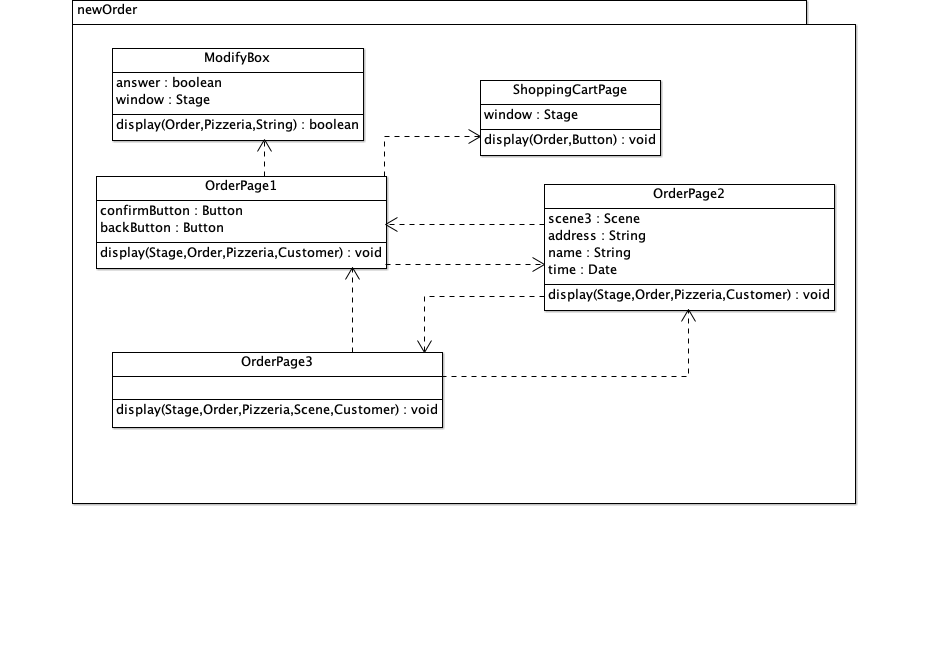 newOrder
ModifyBox
answer : boolean
window : Stage
display(Order,Pizzeria,String) : boolean
ShoppingCartPage
window : Stage
display(Order,Button) : void
OrderPage1
confirmButton : Button
backButton : Button
display(Stage,Order,Pizzeria,Customer) : void
OrderPage2
scene3 : Scene
address : String
name : String
time : Date
display(Stage,Order,Pizzeria,Customer) : void
OrderPage3
display(Stage,Order,Pizzeria,Scene,Customer) : void